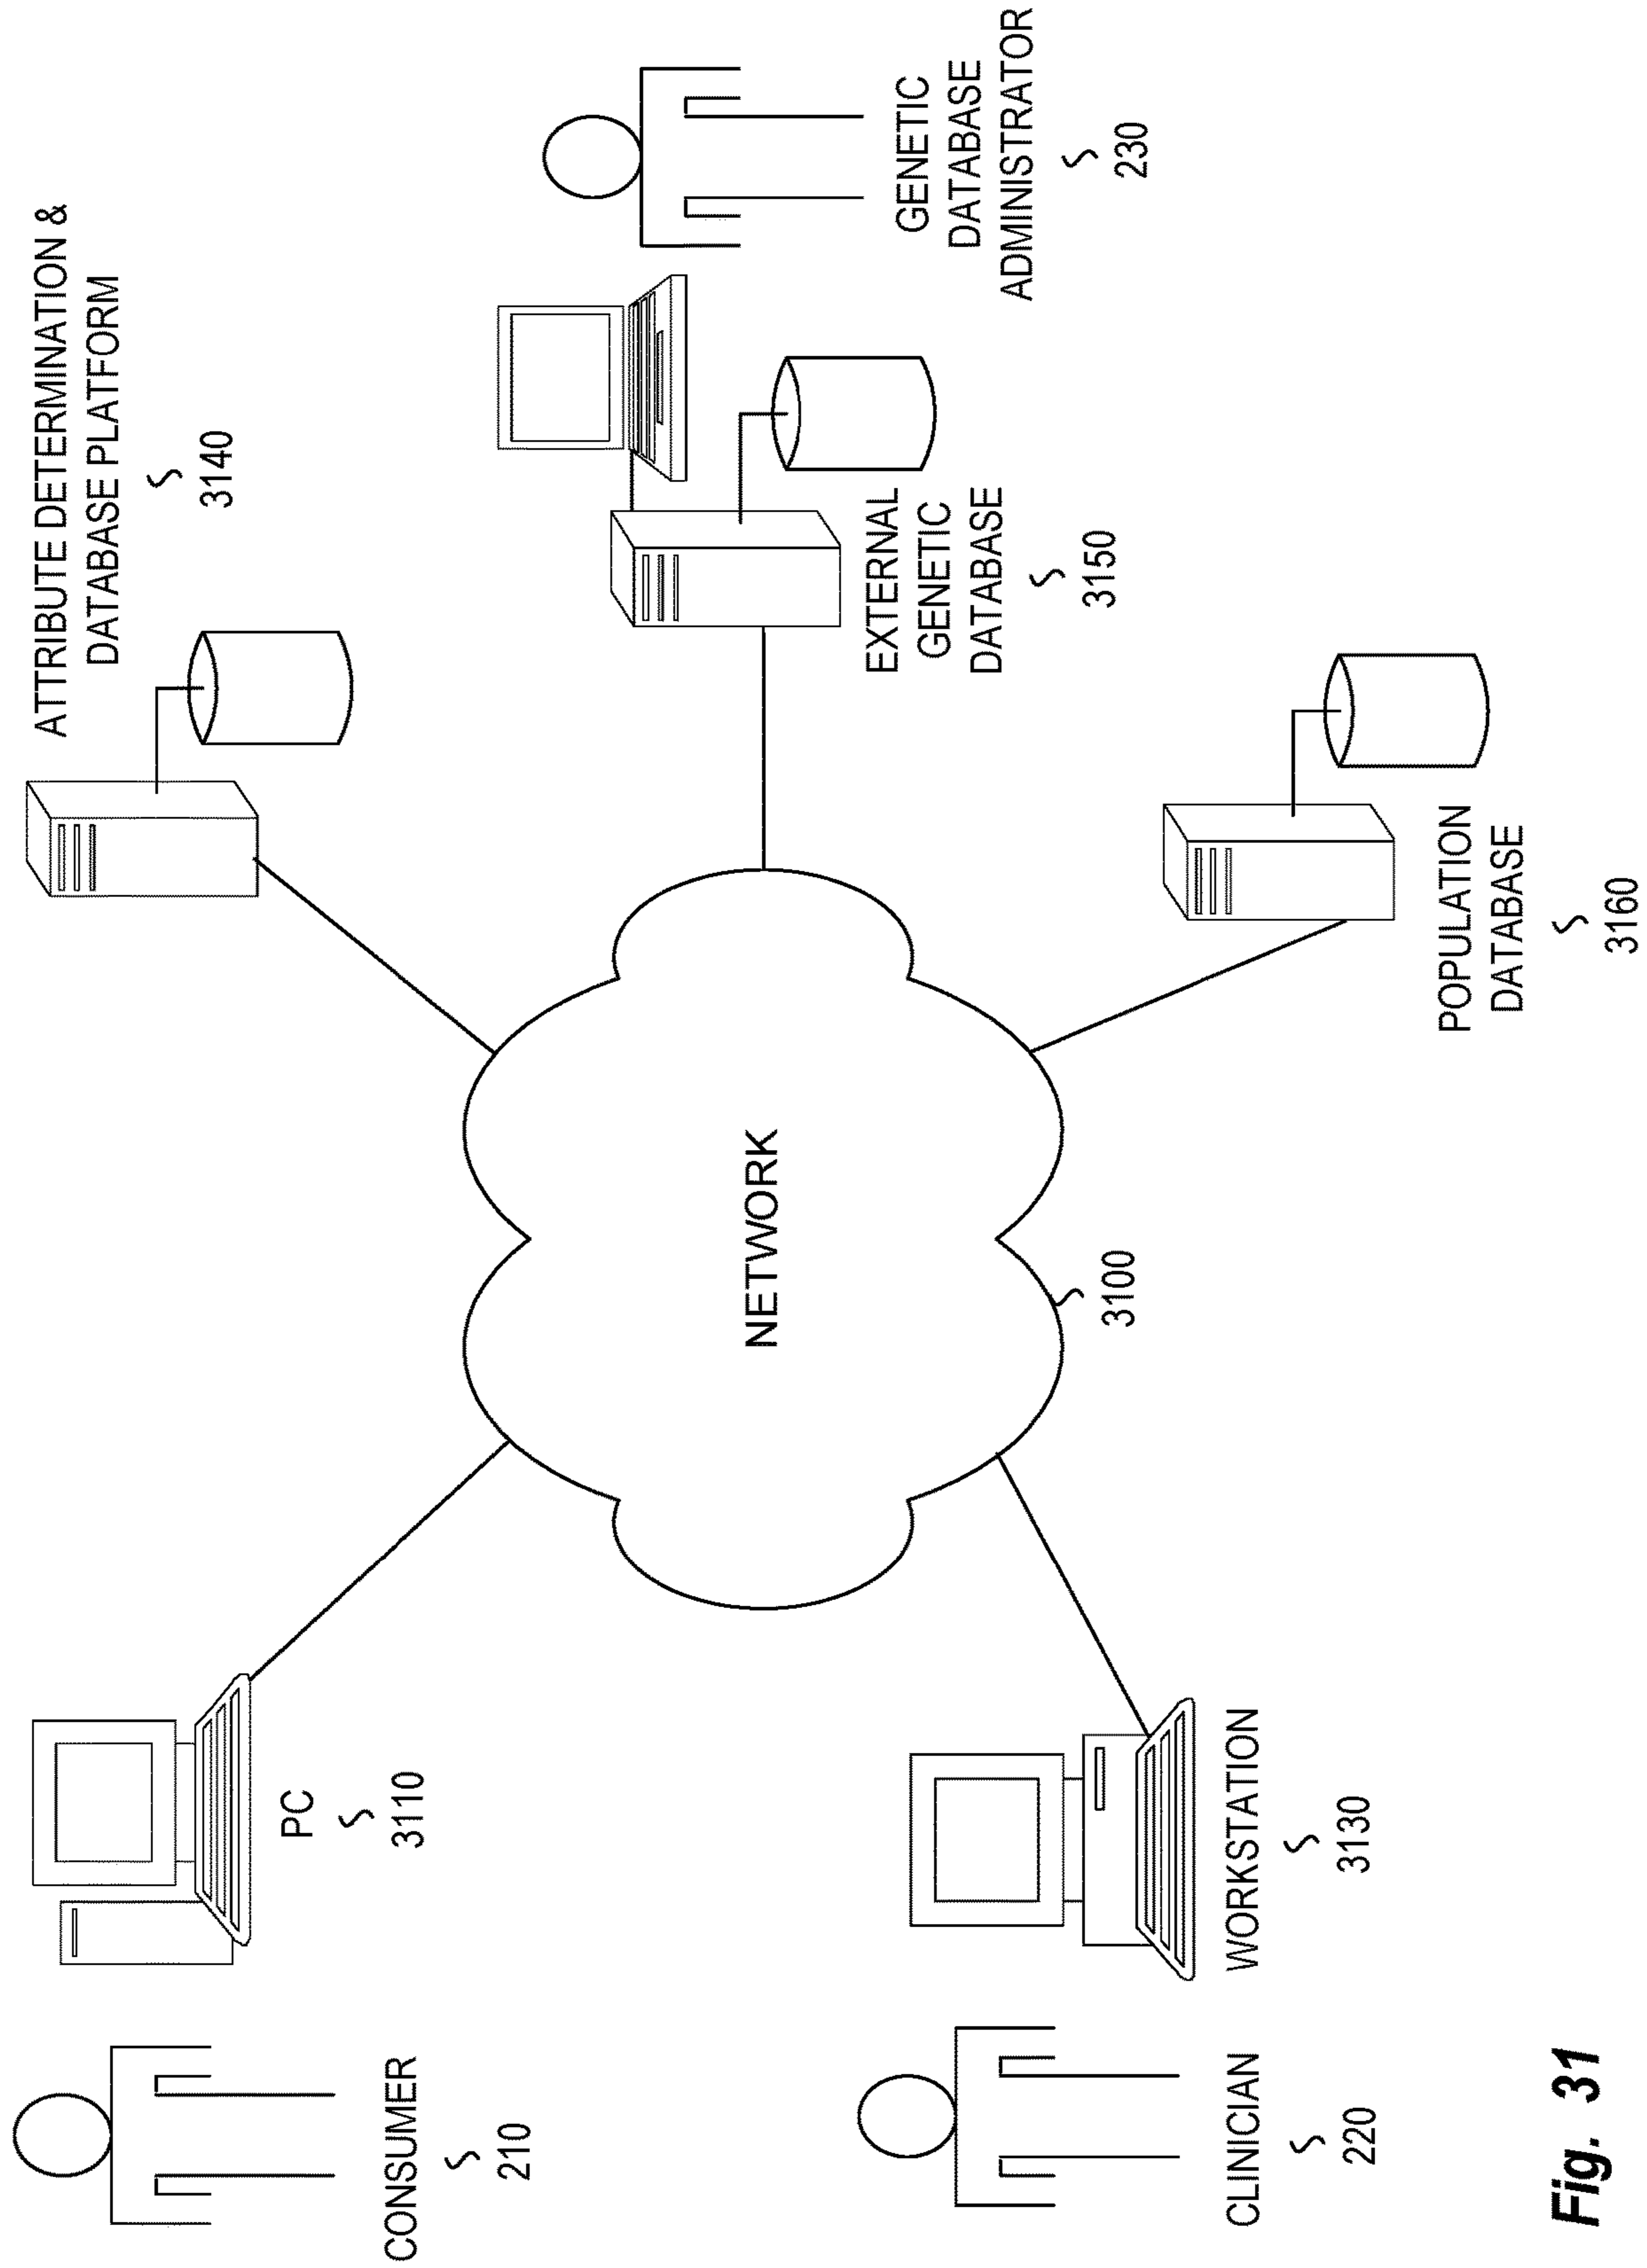 ATTRIBUTE DETERMINATION &
DATABASE PLATFORM
3140
CONSUMER
210
PC
3110
NETWORK
3100
EXTERNAL
GENETIC
DATABASE
3150
GENETIC
DATABASE
ADMINISTRATOR
230
CLINICIAN
220
WORKSTATION
3130
POPULATION
DATABASE
3160
Fig. 31